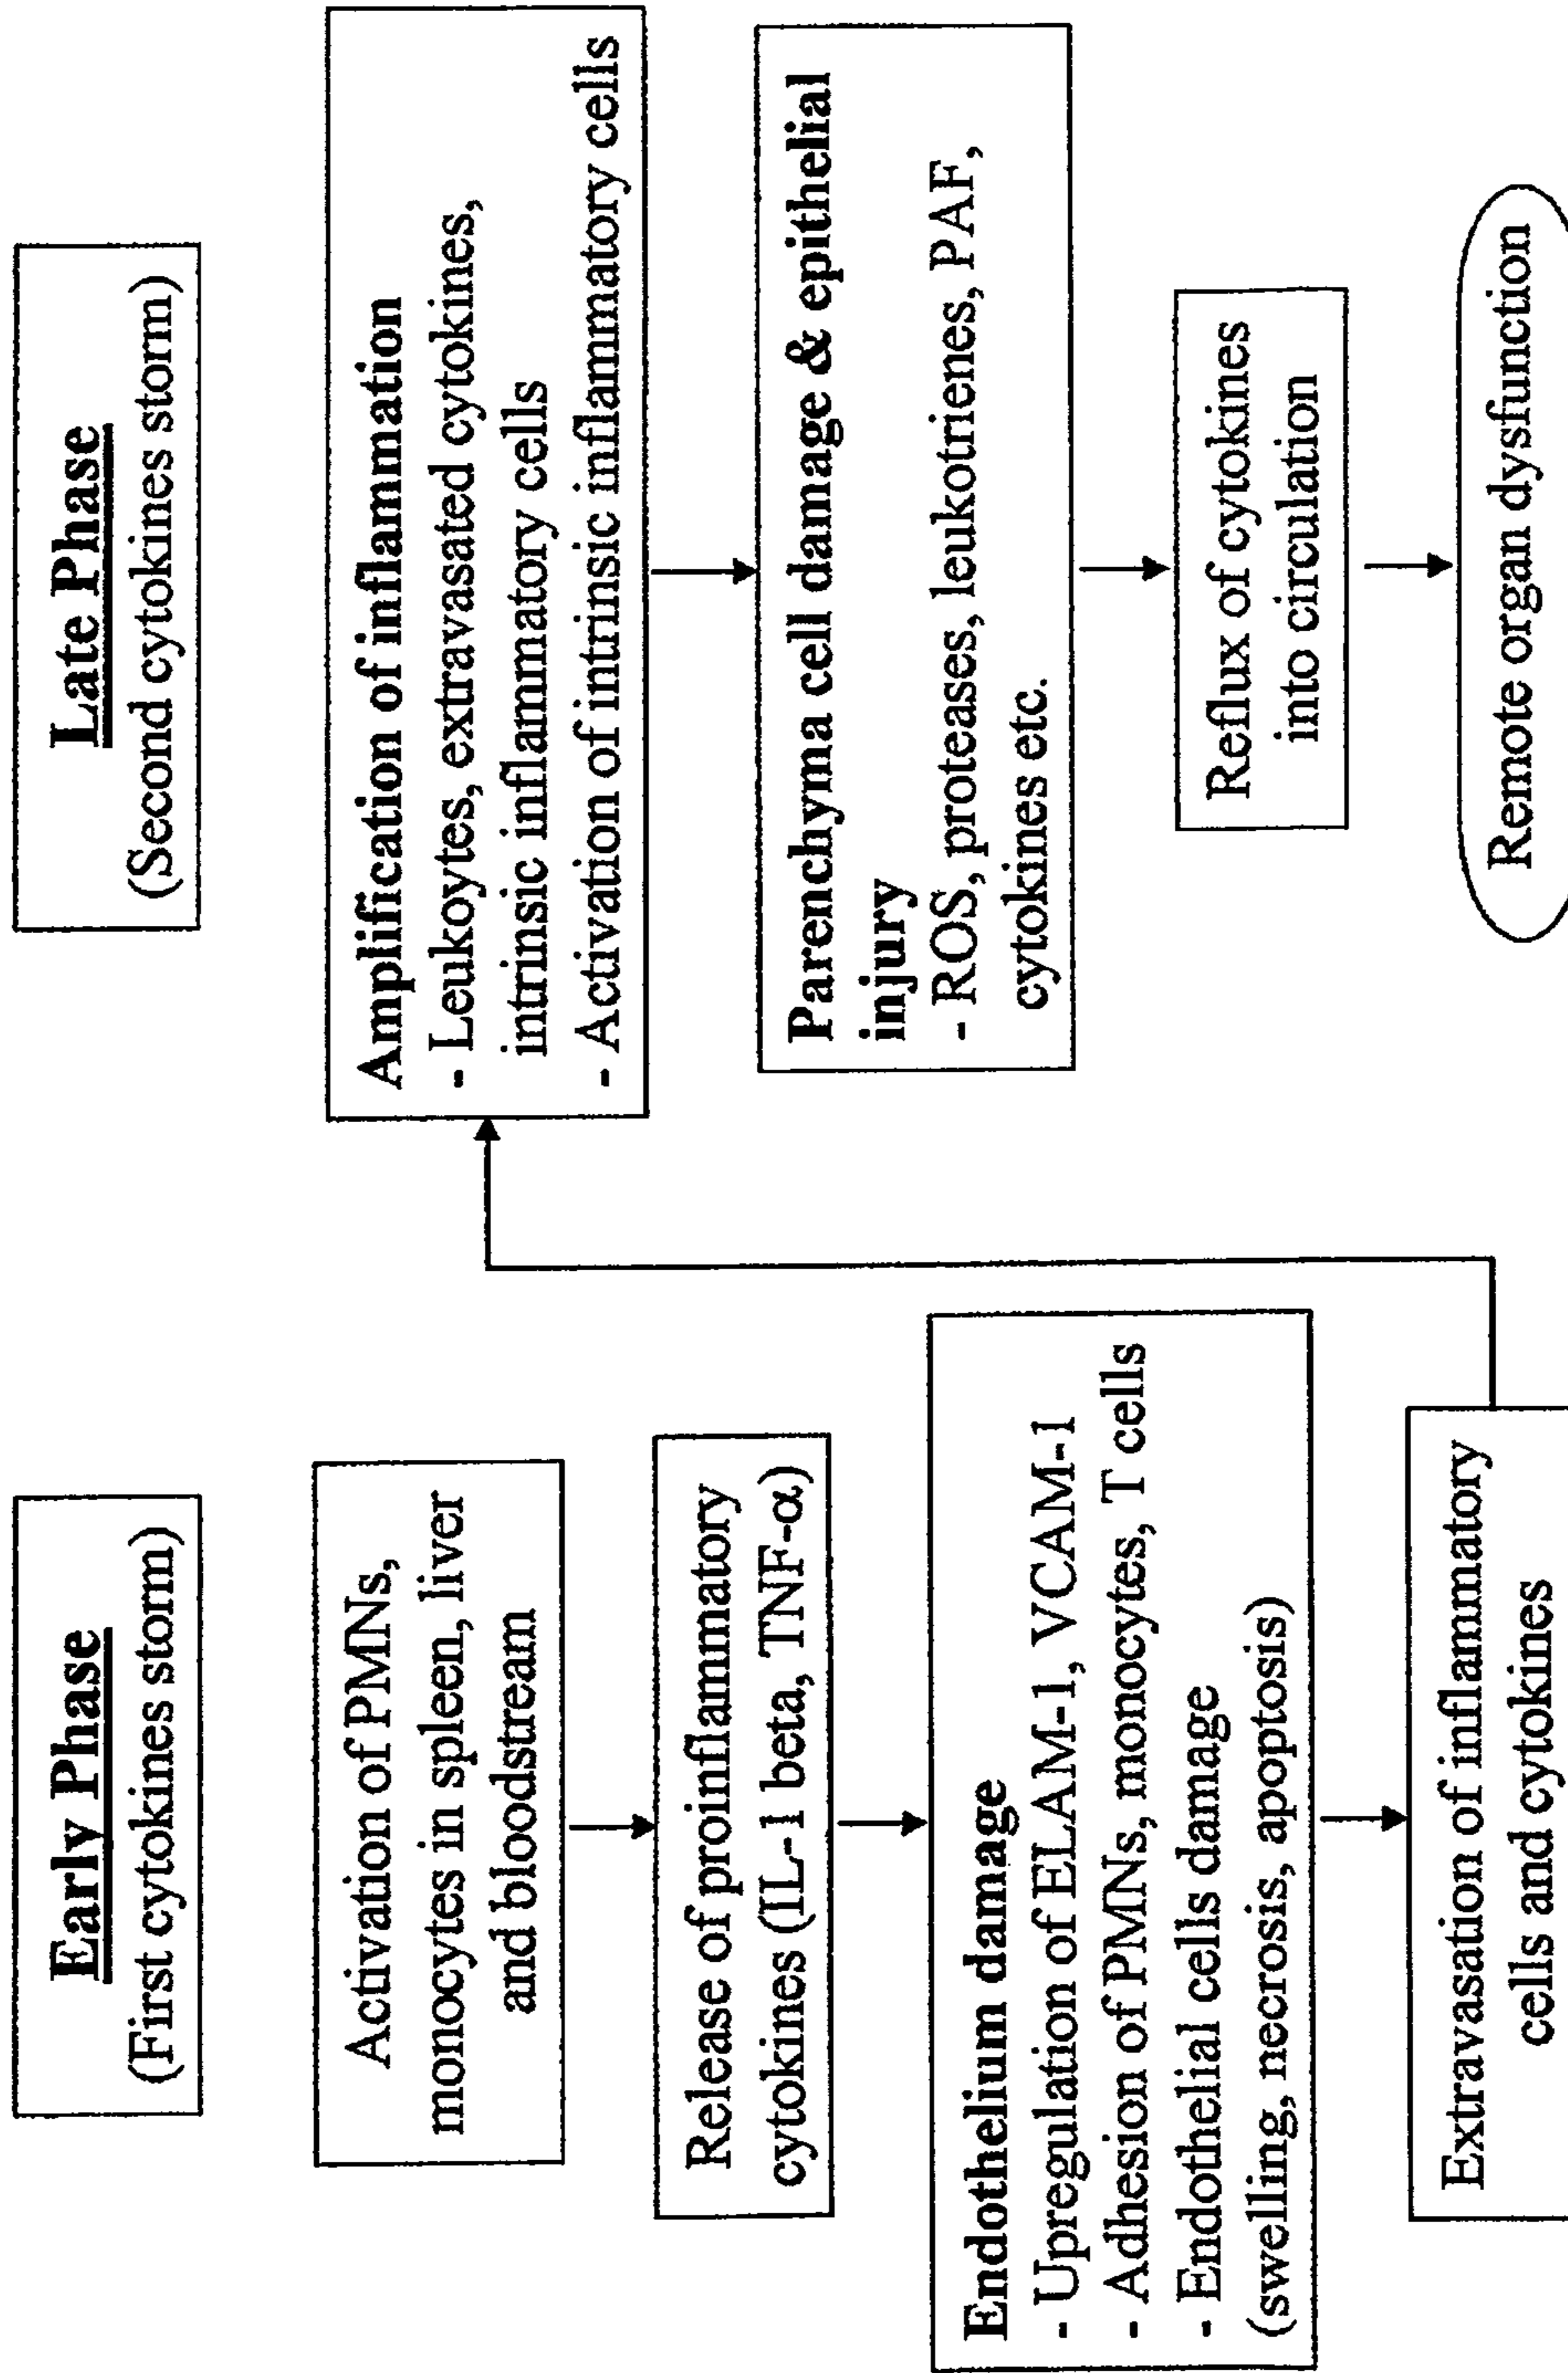 Early Phase
(First cytokines storm)
Activation of PMNs,
monocytes in spleen, liver
and bloodstream
Release of proinflammatory
cytokines (IL-1 beta, TNF-α)
Endothelium damage
- Upregulation of ELAM-1, VCAM-1
- Adhesion of PMNs, monocytes, T cells
- Endothelial cells damage
(swelling, necrosis, apoptosis)
Extravasation of inflammatory
cells and cytokines
Late Phase
(Second cytokines storm)
Amplification of inflammation
- Leukoytes, extravasated cytokines,
intrinsic inflammatory cells
- Activation of intrinsic inflammatory cells
Parenchyma cell damage & epithelial
injury
- ROS, proteases, leukotrienes, PAF,
cytokines etc.
Reflux of cytokines
into circulation
Remote organ dysfunction